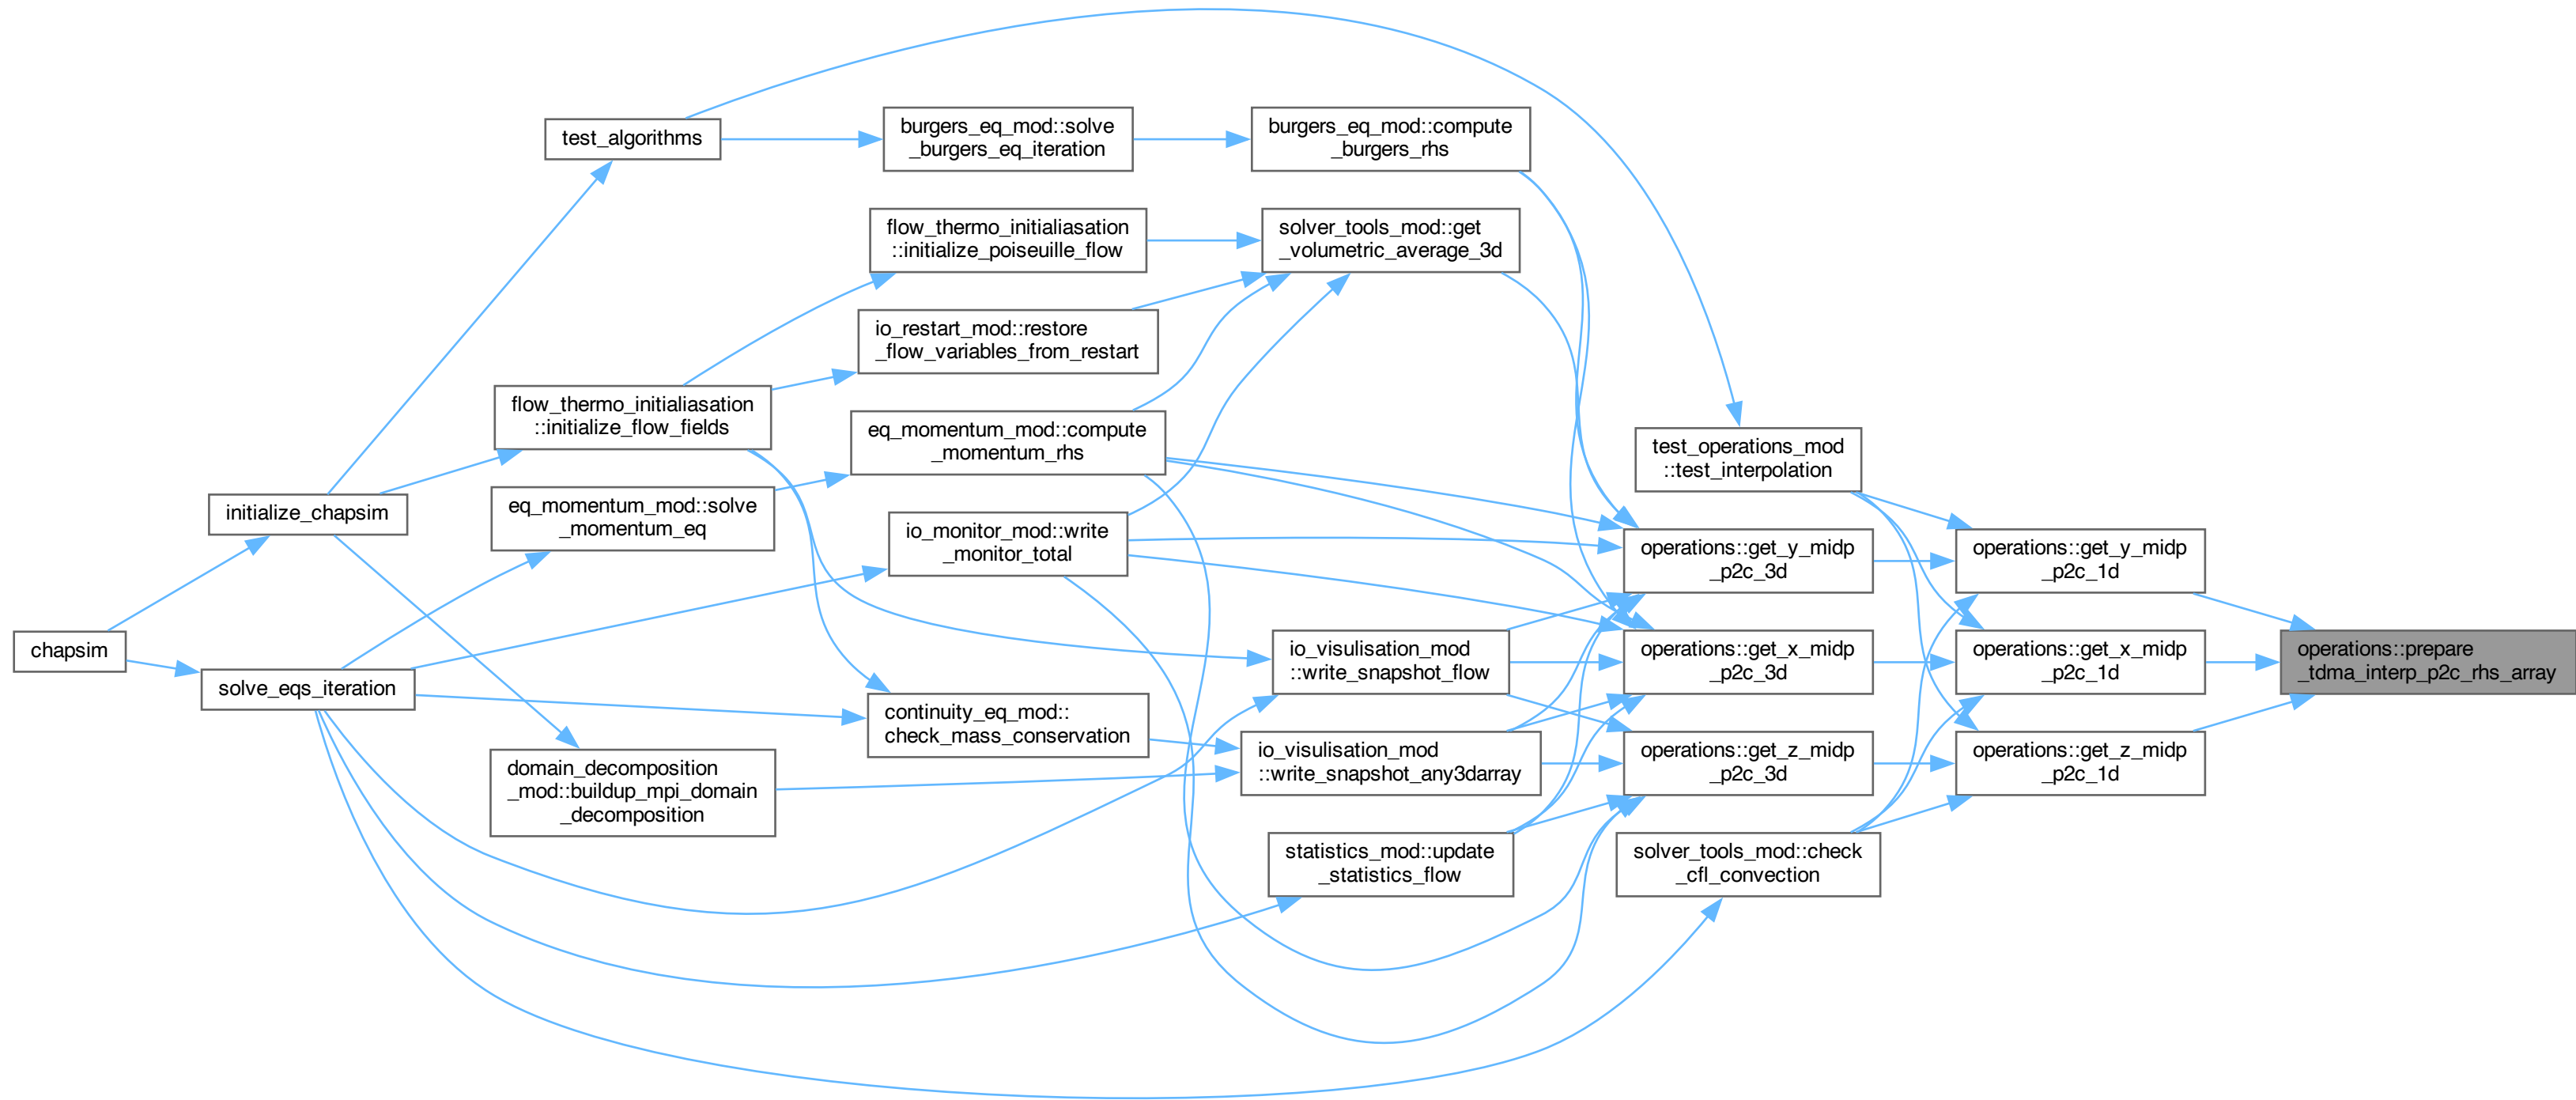 test_algorithms
burgers_eq_mod::solve
_burgers_eq_iteration
burgers_eq_mod::compute
_burgers_rhs
flow_thermo_initialiasation
::initialize_poiseuille_flow
solver_tools_mod::get
_volumetric_average_3d
io_restart_mod::restore
_flow_variables_from_restart
flow_thermo_initialiasation
::initialize_flow_fields
eq_momentum_mod::compute
_momentum_rhs
test_operations_mod
::test_interpolation
initialize_chapsim
eq_momentum_mod::solve
_momentum_eq
io_monitor_mod::write
_monitor_total
operations::get_y_midp
_p2c_3d
operations::get_y_midp
_p2c_1d
chapsim
solve_eqs_iteration
io_visulisation_mod
::write_snapshot_flow
operations::get_x_midp
_p2c_3d
operations::get_x_midp
_p2c_1d
operations::prepare
_tdma_interp_p2c_rhs_array
continuity_eq_mod::
check_mass_conservation
domain_decomposition
_mod::buildup_mpi_domain
_decomposition
io_visulisation_mod
::write_snapshot_any3darray
operations::get_z_midp
_p2c_3d
operations::get_z_midp
_p2c_1d
statistics_mod::update
_statistics_flow
solver_tools_mod::check
_cfl_convection